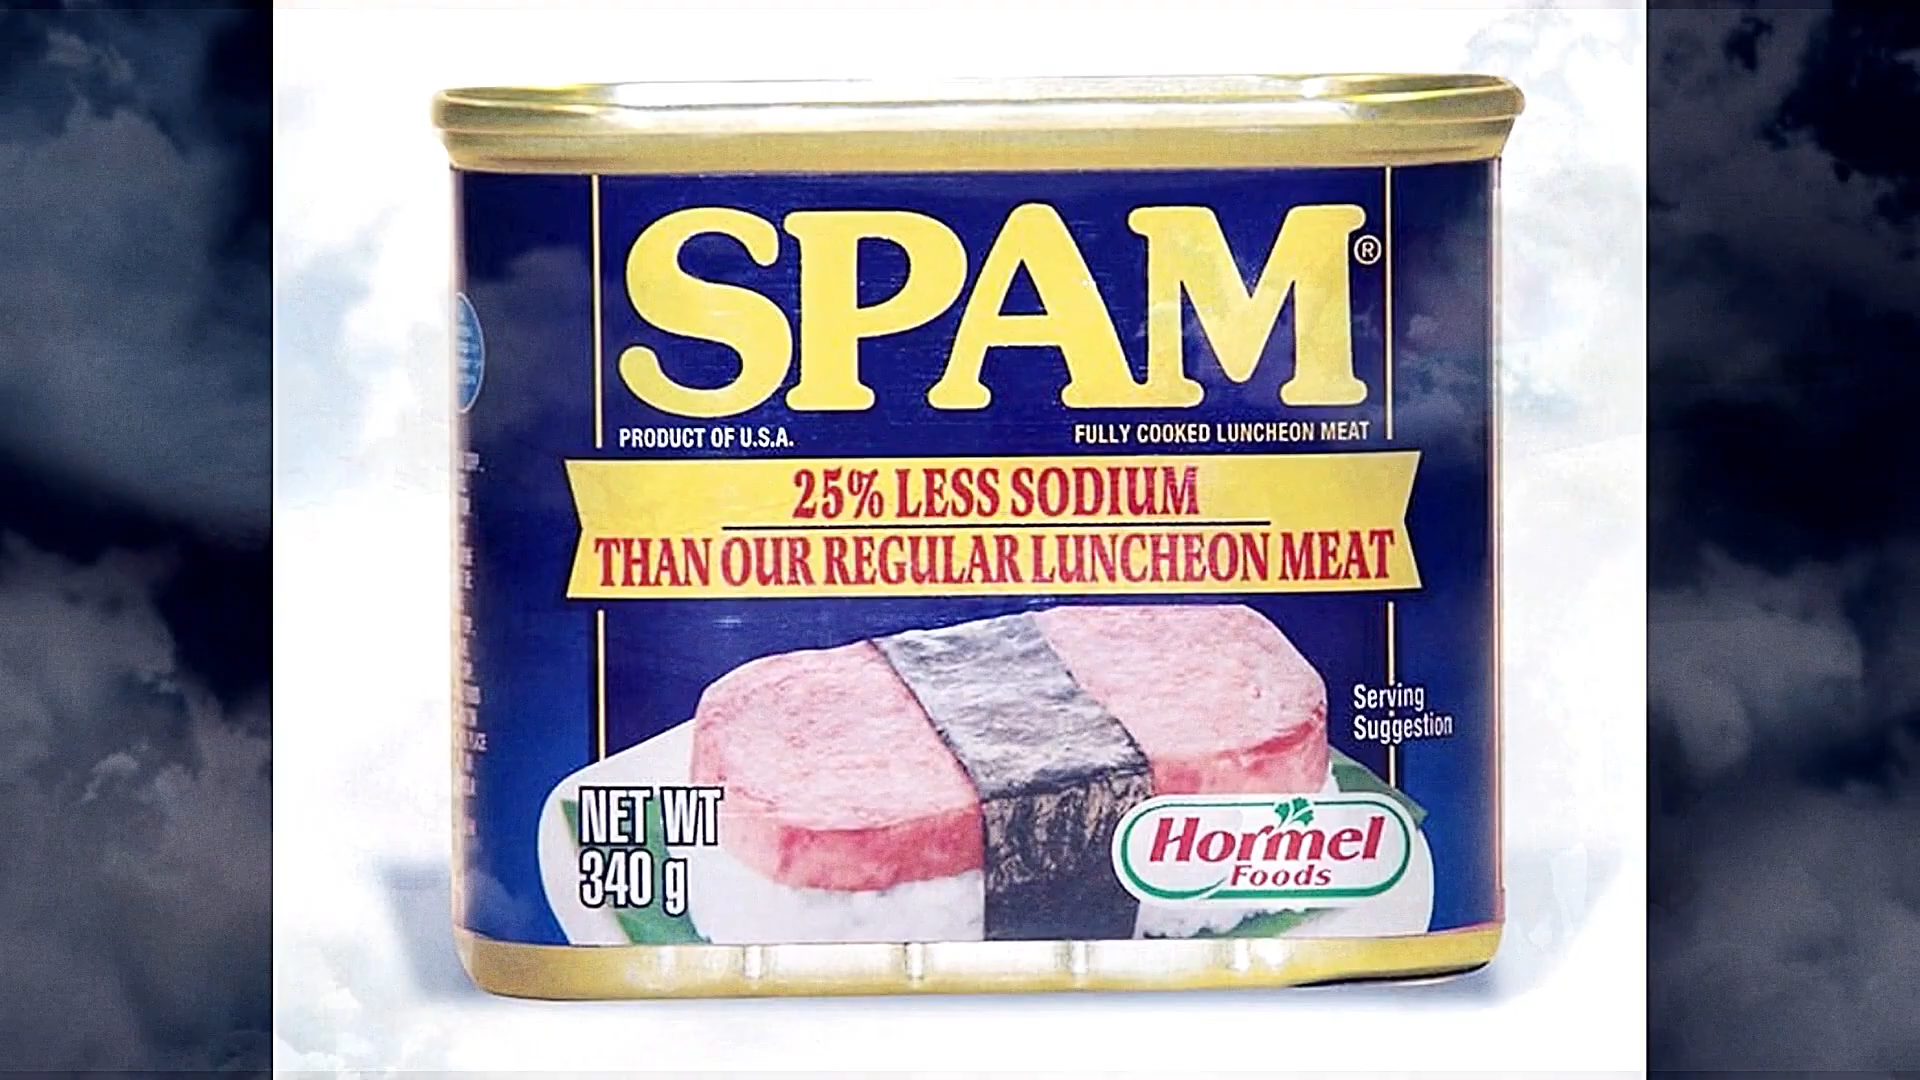 SPAM®
PRODUCT OF U.S.A.
FULLY COOKED LUNCHEON MEAT
25% LESS SODIUM
THAN OUR REGULAR LUNCHEON MEAT
Serving
Suggestion
NET WT
340 g
Hormel
Foods